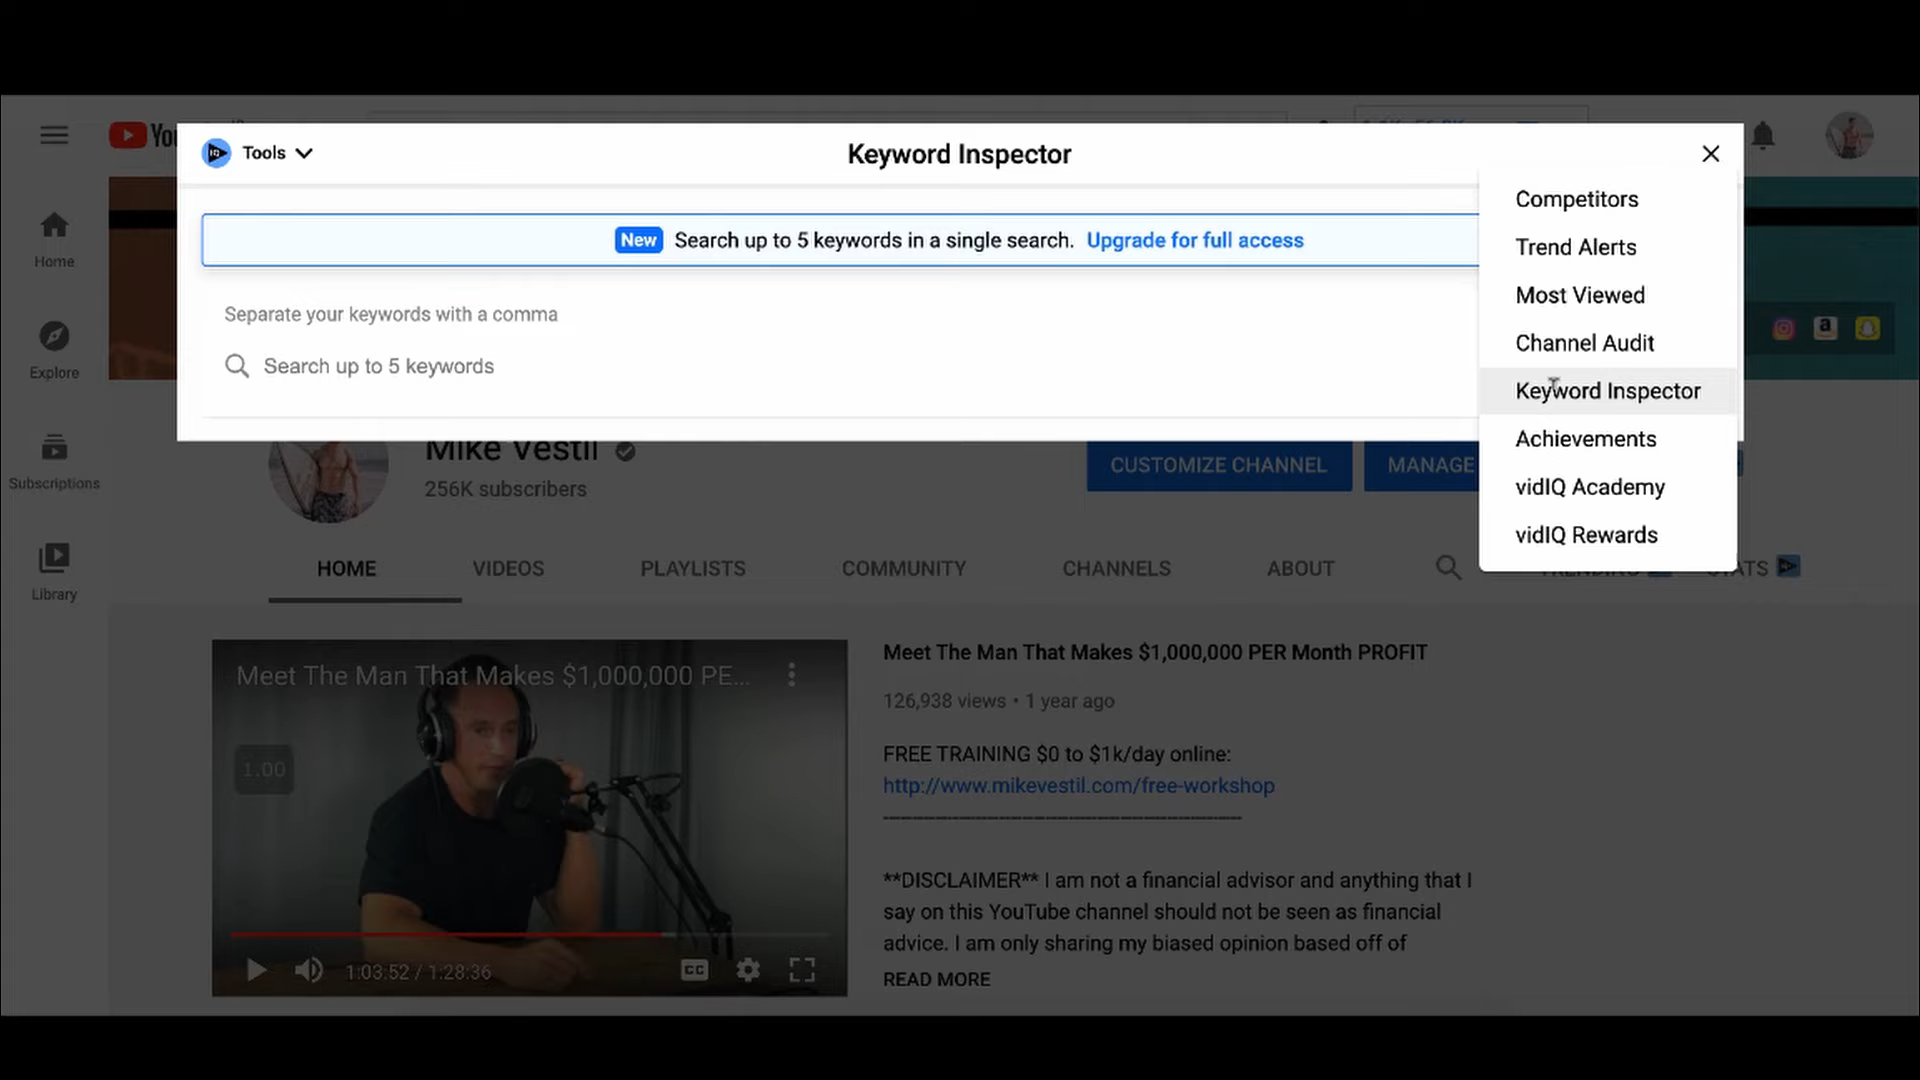 Tools
Keyword Inspector
New Search up to 5 keywords in a single search. Upgrade for full access
Separate your keywords with a comma
Search up to 5 keywords
Competitors
Trend Alerts
Most Viewed
Channel Audit
Keyword Inspector
Achievements
vidIQ Academy
vidIQ Rewards
Home
Explore
Subscriptions
Library
Mike Vestil
256K subscribers
CUSTOMIZE CHANNEL
MANAGE
HOME
VIDEOS
PLAYLISTS
COMMUNITY
CHANNELS
ABOUT
Meet The Man That Makes $1,000,000 PE...
1.00
1:03:52 / 1:28:36
CC
Meet The Man That Makes $1,000,000 PER Month PROFIT
126,938 views • 1 year ago
FREE TRAINING $0 to $1k/day online:
http://www.mikevestil.com/free-workshop
**DISCLAIMER** I am not a financial advisor and anything that I
say on this YouTube channel should not be seen as financial
advice. I am only sharing my biased opinion based off of
READ MORE